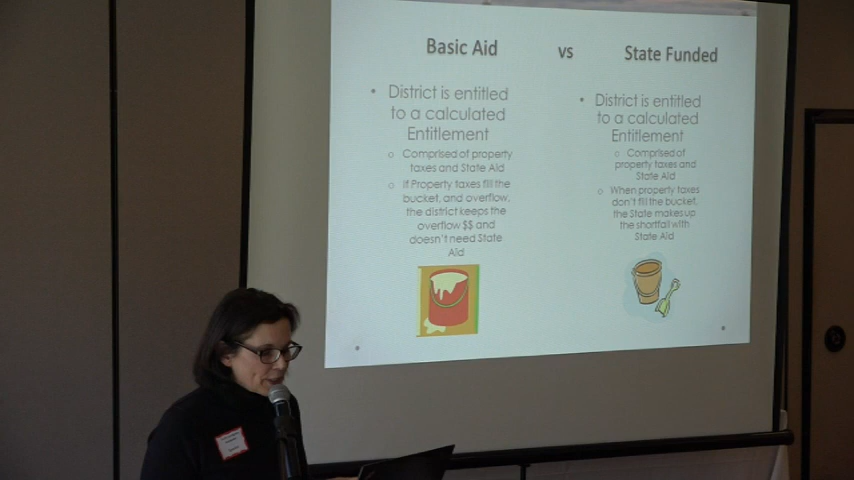 Basic Aid vs State Funded
• District is entitled
to a calculated
Entitlement
o Comprised of property
taxes and State Aid
o If Property taxes fill the
bucket, and overflow,
the district keeps the
overflow $$ and
doesn't need State
Aid
• District is entitled
to a calculated
Entitlement
o Comprised of
property taxes and
State Aid
o When property taxes
don't fill the bucket,
the State makes up
the shortfall with
State Aid